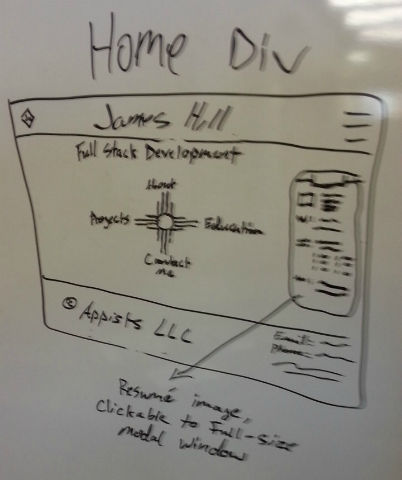 Home Div
James Hill
Full Stack Development
About
Projects
Education
Contact
me
© Appists LLC
Email:
Phone:
Resumé image,
Clickable to Full-size
modal window